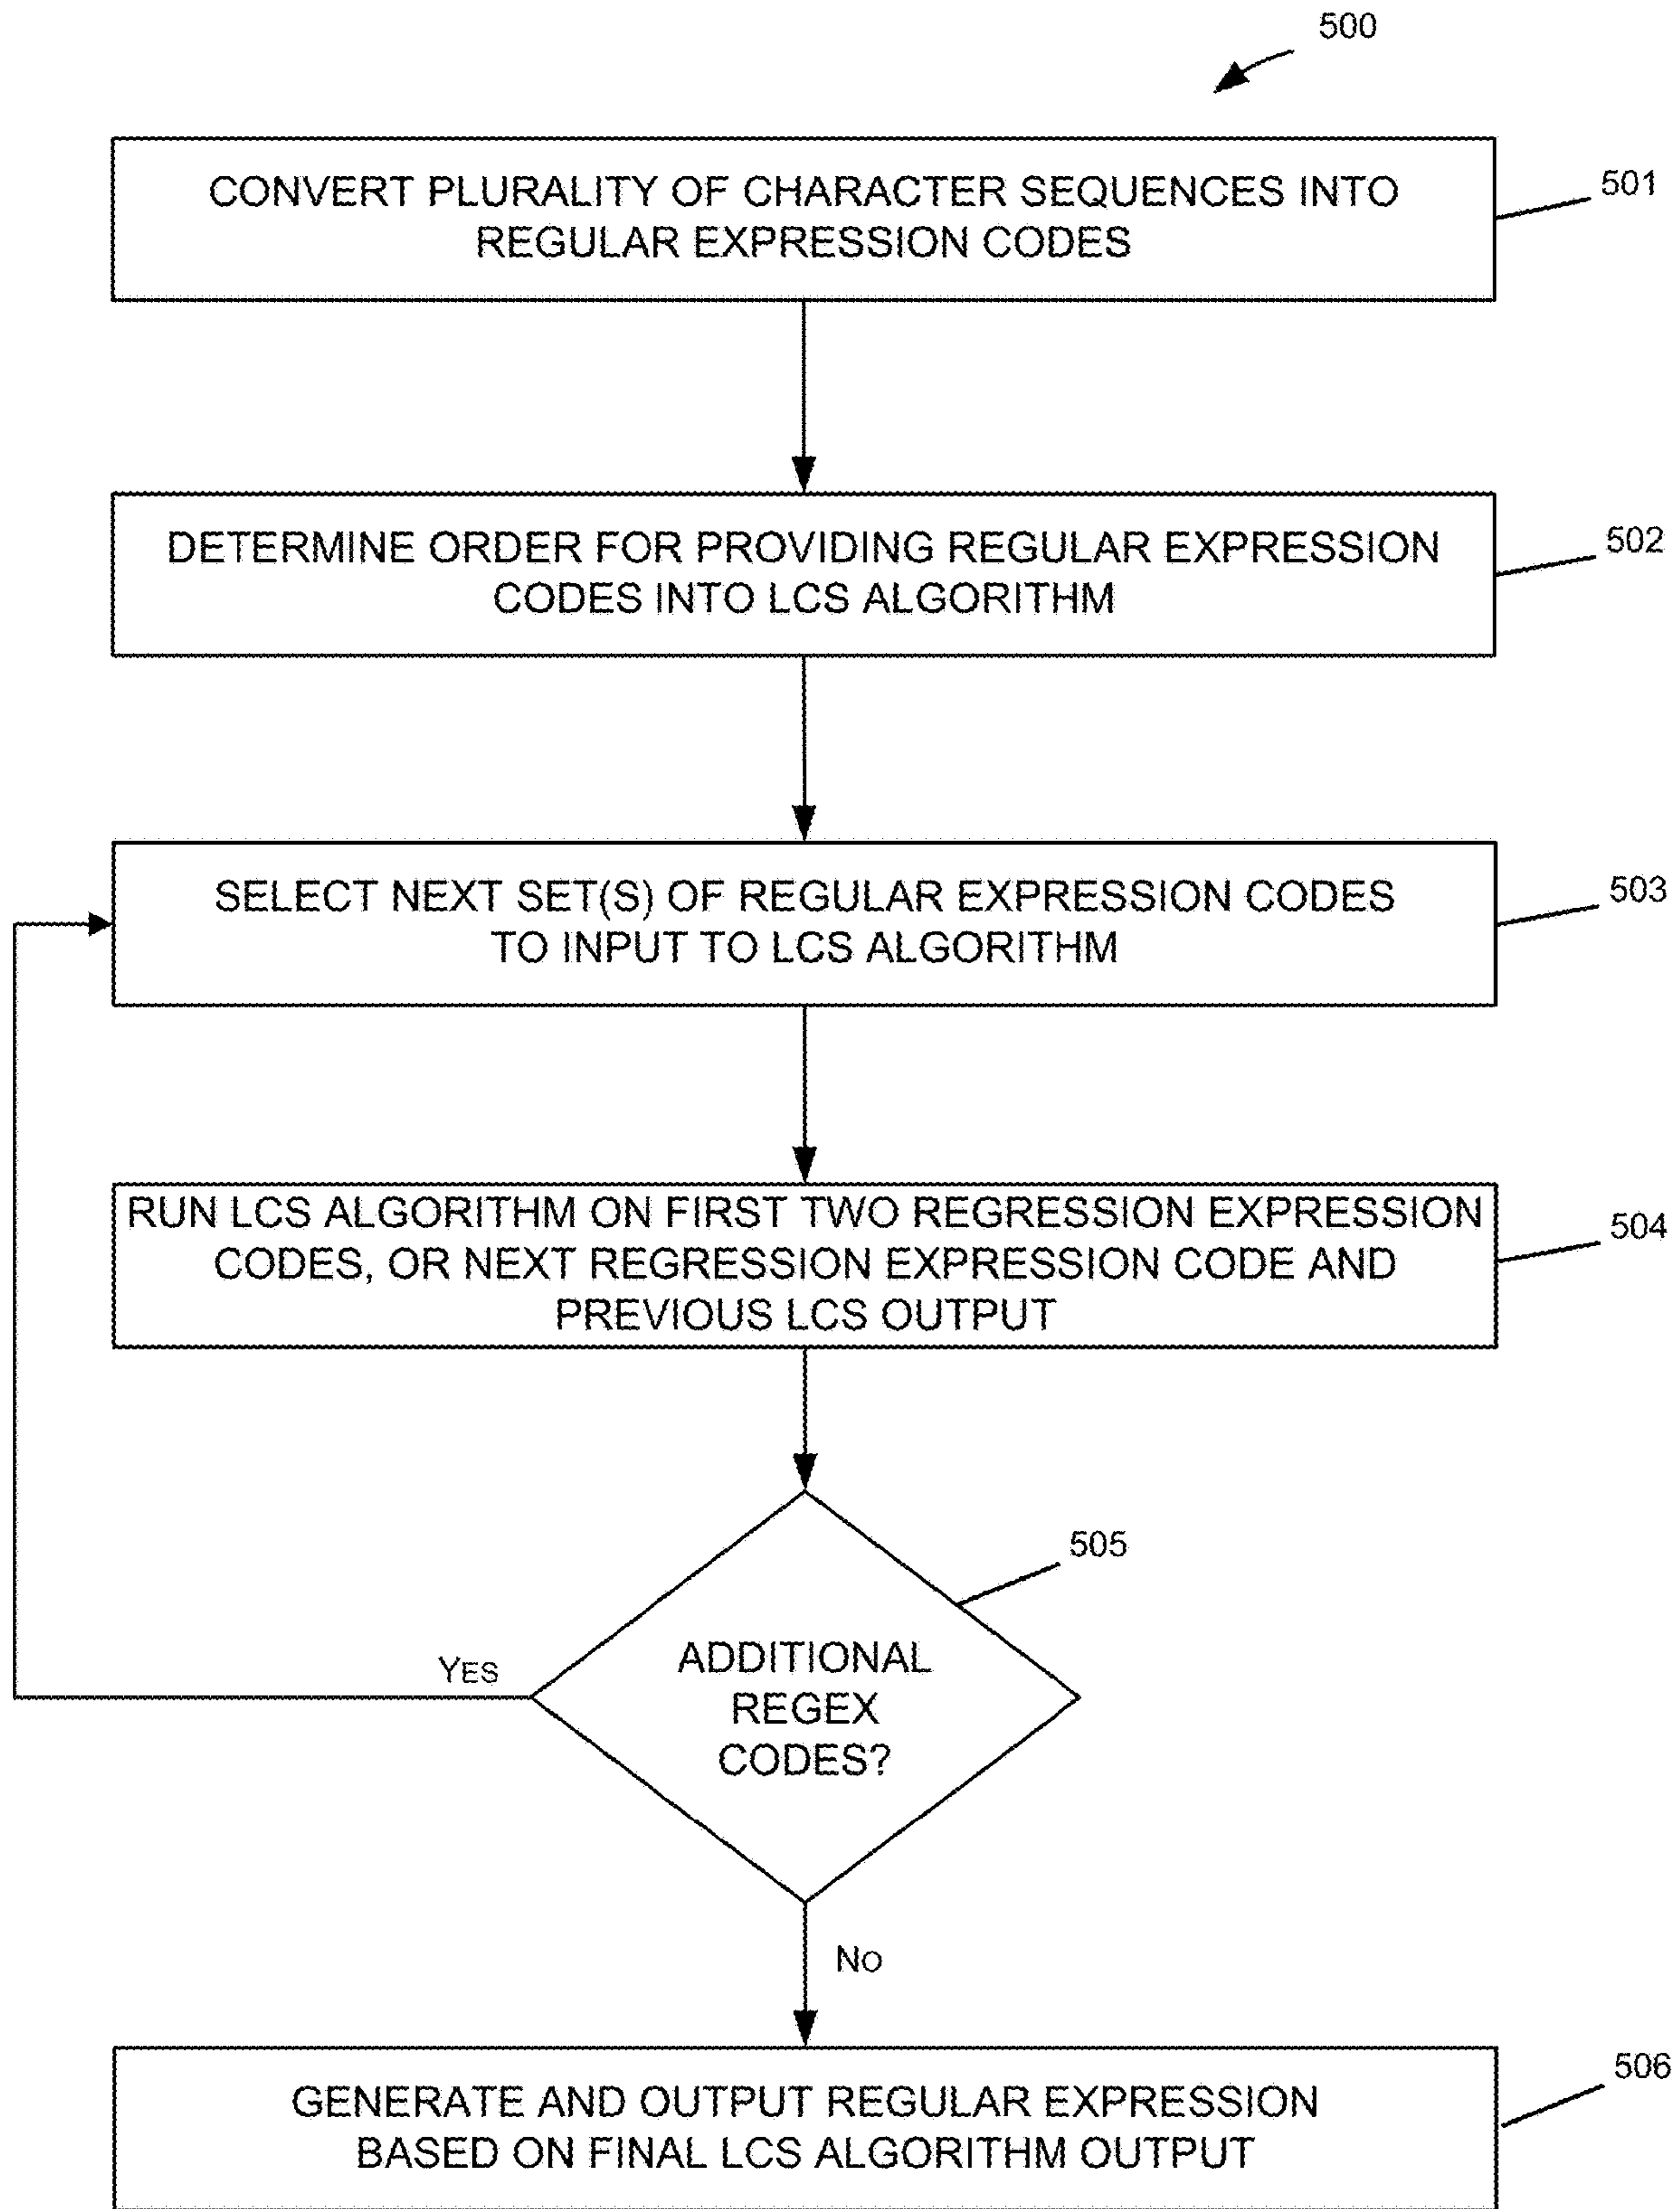 500
CONVERT PLURALITY OF CHARACTER SEQUENCES INTO
REGULAR EXPRESSION CODES
501
DETERMINE ORDER FOR PROVIDING REGULAR EXPRESSION
CODES INTO LCS ALGORITHM
502
SELECT NEXT SET(S) OF REGULAR EXPRESSION CODES
TO INPUT TO LCS ALGORITHM
503
RUN LCS ALGORITHM ON FIRST TWO REGRESSION EXPRESSION
CODES, OR NEXT REGRESSION EXPRESSION CODE AND
PREVIOUS LCS OUTPUT
504
505
ADDITIONAL
REGEX
CODES?
YES
NO
GENERATE AND OUTPUT REGULAR EXPRESSION
BASED ON FINAL LCS ALGORITHM OUTPUT
506